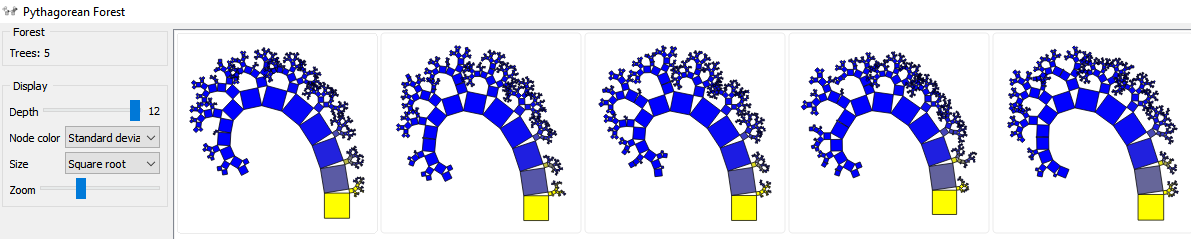 Pythagorean Forest
Forest
Trees: 5
Display
Depth 12
Node color Standard devia
Size Square root
Zoom